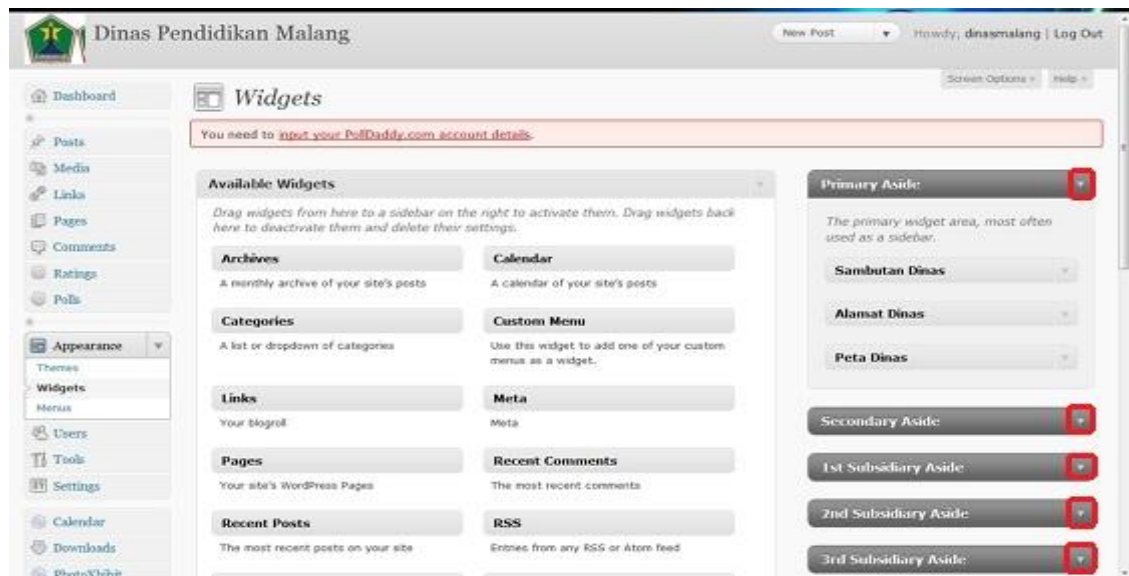 Dinas Pendidikan Malang
New Post
Howdy, dinasmalang | Log Out
Screen Options
Help
Dashboard
Widgets
You need to input your PollDaddy.com account details.
Posts
Media
Links
Pages
Comments
Ratings
Polls
Appearance
Themes
Widgets
Menus
Users
Tools
Settings
Calendar
Downloads
PhotoXhibit
Available Widgets
Drag widgets from here to a sidebar on the right to activate them. Drag widgets back
here to deactivate them and delete their settings.
Archives
A monthly archive of your site's posts
Calendar
A calendar of your site's posts
Categories
A list or dropdown of categories
Custom Menu
Use this widget to add one of your custom
menus as a widget.
Links
Your blogroll
Meta
Meta
Pages
Your site's WordPress Pages
Recent Comments
The most recent comments
Recent Posts
The most recent posts on your site
RSS
Entries from any RSS or Atom feed
Primary Aside
The primary widget area, most often
used as a sidebar.
Sambutan Dinas
Alamat Dinas
Peta Dinas
Secondary Aside
1st Subsidiary Aside
2nd Subsidiary Aside
3rd Subsidiary Aside